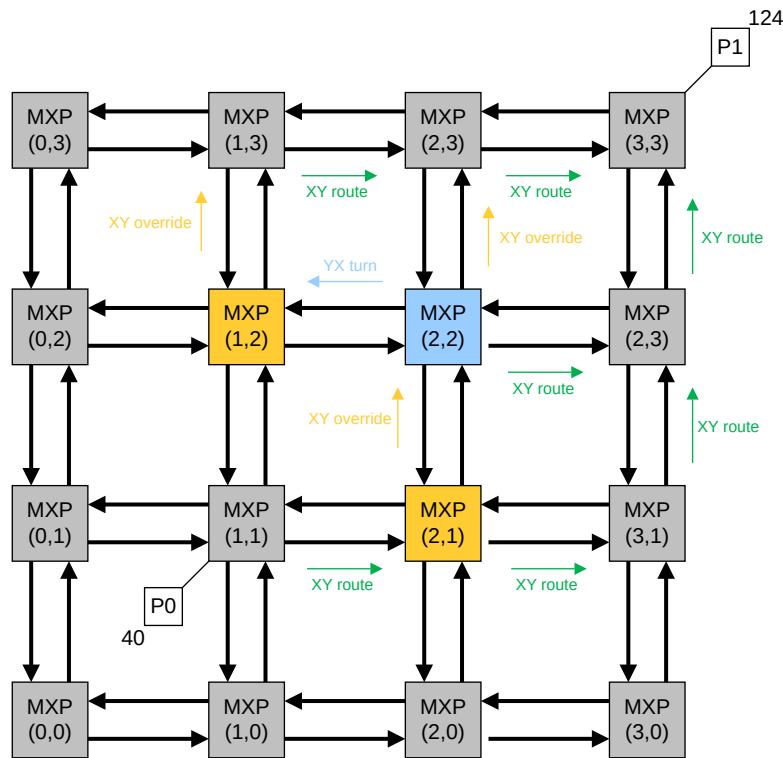 124
P1
MXP
(0,3)
MXP
(1,3)
MXP
(2,3)
MXP
(3,3)
XY route
XY route
XY override
XY override
XY route
YX turn
MXP
(0,2)
MXP
(1,2)
MXP
(2,2)
MXP
(2,3)
XY route
XY override
XY route
MXP
(0,1)
MXP
(1,1)
MXP
(2,1)
MXP
(3,1)
XY route
XY route
P0
40
MXP
(0,0)
MXP
(1,0)
MXP
(2,0)
MXP
(3,0)